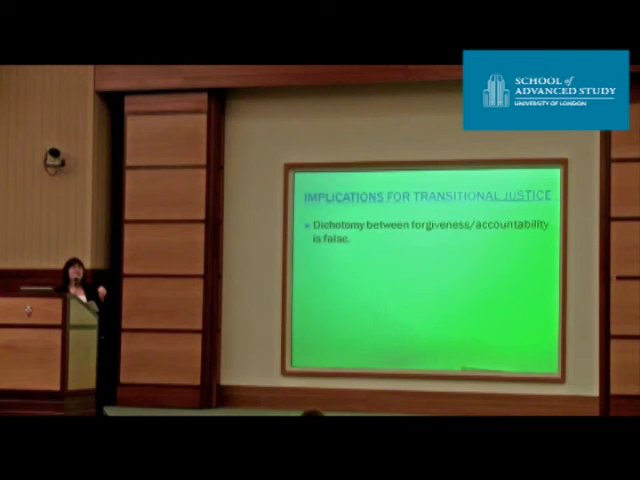 SCHOOL of
ADVANCED STUDY
UNIVERSITY OF LONDON
IMPLICATIONS FOR TRANSITIONAL JUSTICE
Dichotomy between forgiveness/accountability
is false.